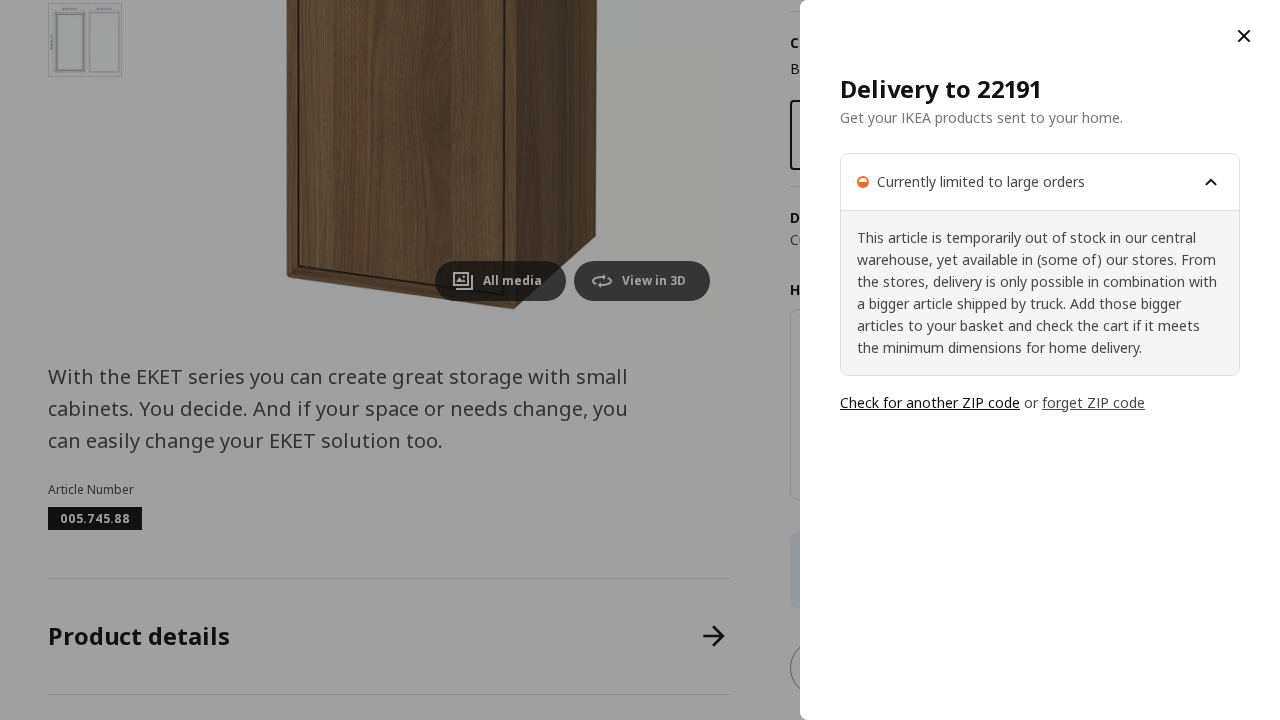 All media
View in 3D
With the EKET series you can create great storage with small
cabinets. You decide. And if your space or needs change, you
can easily change your EKET solution too.
Article Number
005.745.88
Product details
Delivery to 22191
Get your IKEA products sent to your home.
Currently limited to large orders
This article is temporarily out of stock in our central
warehouse, yet available in (some of) our stores. From
the stores, delivery is only possible in combination with
a bigger article shipped by truck. Add those bigger
articles to your basket and check the cart if it meets
the minimum dimensions for home delivery.
Check for another ZIP code or forget ZIP code